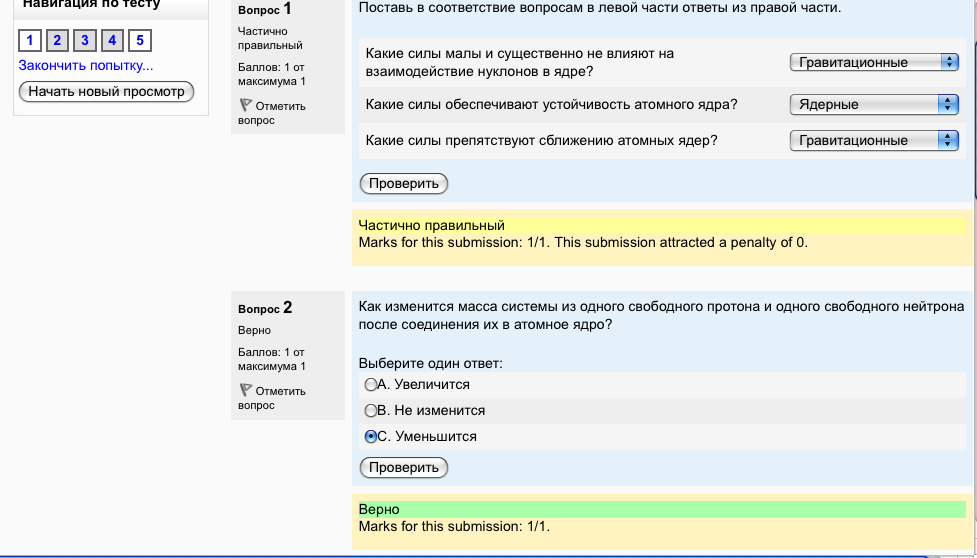 Навигация по тесту
1 2 3 4 5
Закончить попытку...
Начать новый просмотр
Вопрос 1
Частично
правильный
Баллов: 1 от
максимума 1
Отметить
вопрос
Поставь в соответствие вопросам в левой части ответы из правой части.
Какие силы малы и существенно не влияют на
взаимодействие нуклонов в ядре?
Гравитационные
Какие силы обеспечивают устойчивость атомного ядра?
Ядерные
Какие силы препятствуют сближению атомных ядер?
Гравитационные
Проверить
Частично правильный
Marks for this submission: 1/1. This submission attracted a penalty of 0.
Вопрос 2
Верно
Баллов: 1 от
максимума 1
Отметить
вопрос
Как изменится масса системы из одного свободного протона и одного свободного нейтрона
после соединения их в атомное ядро?
Выберите один ответ:
A. Увеличится
B. Не изменится
C. Уменьшится
Проверить
Верно
Marks for this submission: 1/1.